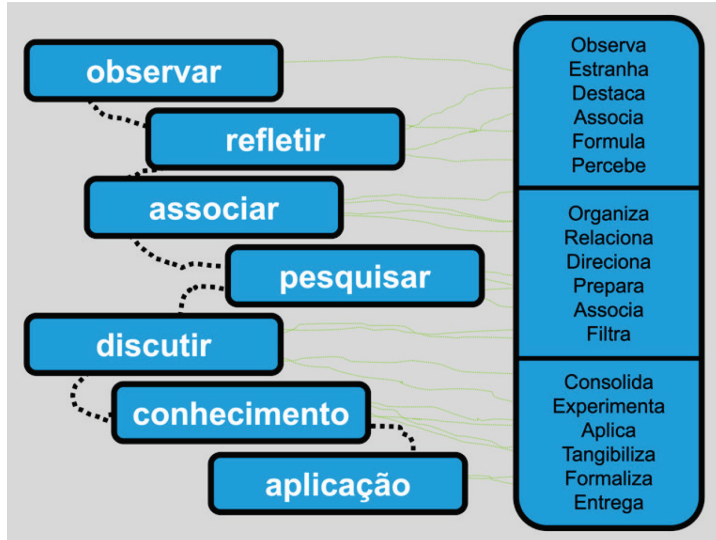 observar
refletir
associar
pesquisar
discutir
conhecimento
aplicação
Observa
Estranha
Destaca
Associa
Formula
Percebe
Organiza
Relaciona
Direciona
Prepara
Associa
Filtra
Consolida
Experimenta
Aplica
Tangibiliza
Formaliza
Entrega